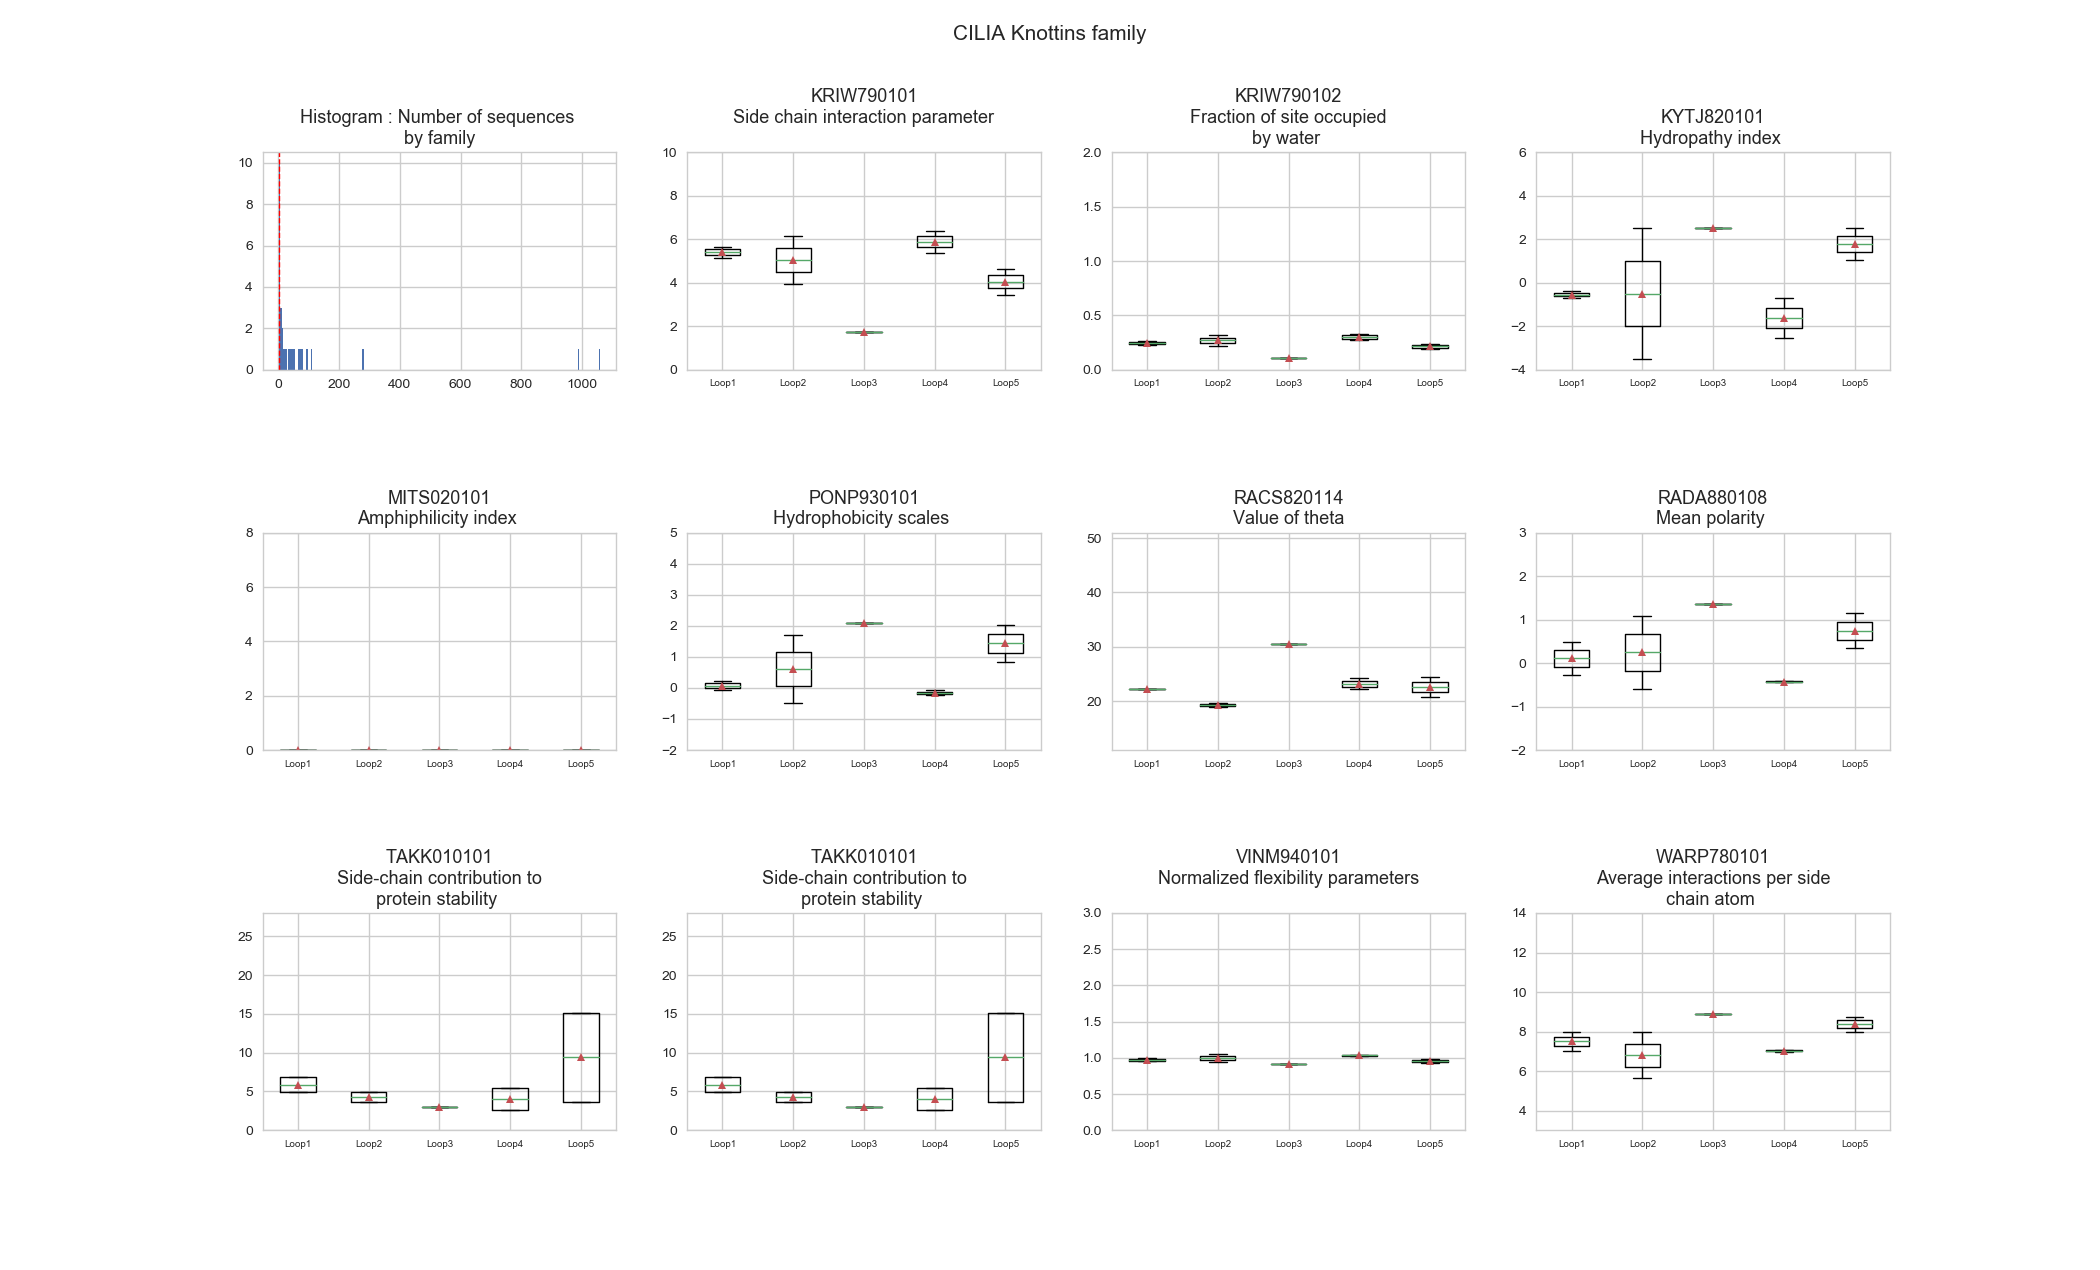 CILIA Knottins family
Histogram : Number of sequences
by family
10
8
6
4
2
0
0 200 400 600 800 1000
KRIW790101
Side chain interaction parameter
10
8
6
4
2
0
Loop1 Loop2 Loop3 Loop4 Loop5
KRIW790102
Fraction of site occupied
by water
2.0
1.5
1.0
0.5
0.0
Loop1 Loop2 Loop3 Loop4 Loop5
KYTJ820101
Hydropathy index
6
4
2
0
−2
−4
Loop1 Loop2 Loop3 Loop4 Loop5
MITS020101
Amphiphilicity index
8
6
4
2
0
Loop1 Loop2 Loop3 Loop4 Loop5
PONP930101
Hydrophobicity scales
5
4
3
2
1
0
−1
−2
Loop1 Loop2 Loop3 Loop4 Loop5
RACS820114
Value of theta
50
40
30
20
Loop1 Loop2 Loop3 Loop4 Loop5
RADA880108
Mean polarity
3
2
1
0
−1
−2
Loop1 Loop2 Loop3 Loop4 Loop5
TAKK010101
Side-chain contribution to
protein stability
25
20
15
10
5
0
Loop1 Loop2 Loop3 Loop4 Loop5
TAKK010101
Side-chain contribution to
protein stability
25
20
15
10
5
0
Loop1 Loop2 Loop3 Loop4 Loop5
VINM940101
Normalized flexibility parameters
3.0
2.5
2.0
1.5
1.0
0.5
0.0
Loop1 Loop2 Loop3 Loop4 Loop5
WARP780101
Average interactions per side
chain atom
14
12
10
8
6
4
Loop1 Loop2 Loop3 Loop4 Loop5